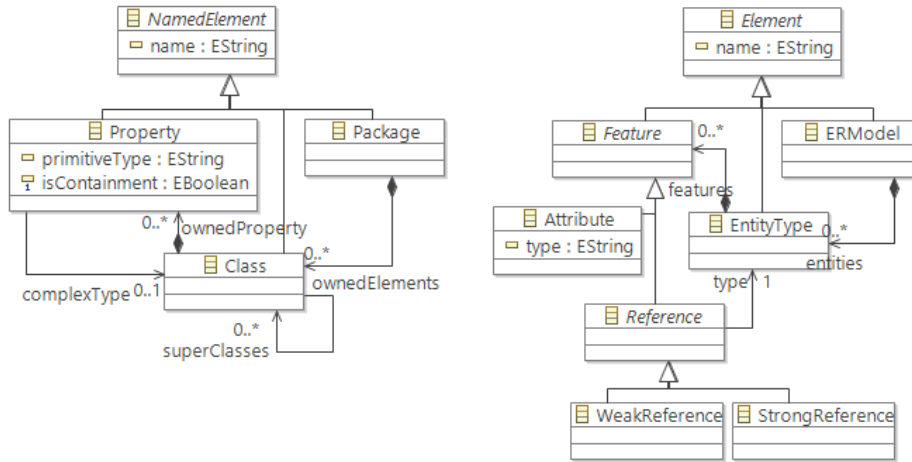 NamedElement
name : EString
Property
primitiveType : EString
isContainment : EBoolean
Package
0..*
ownedProperty
Class
0..*
ownedElements
complexType
0..1
0..*
superClasses
Element
name : EString
Feature
0..*
ERModel
features
Attribute
type : EString
EntityType
0..*
entities
type
1
Reference
WeakReference
StrongReference